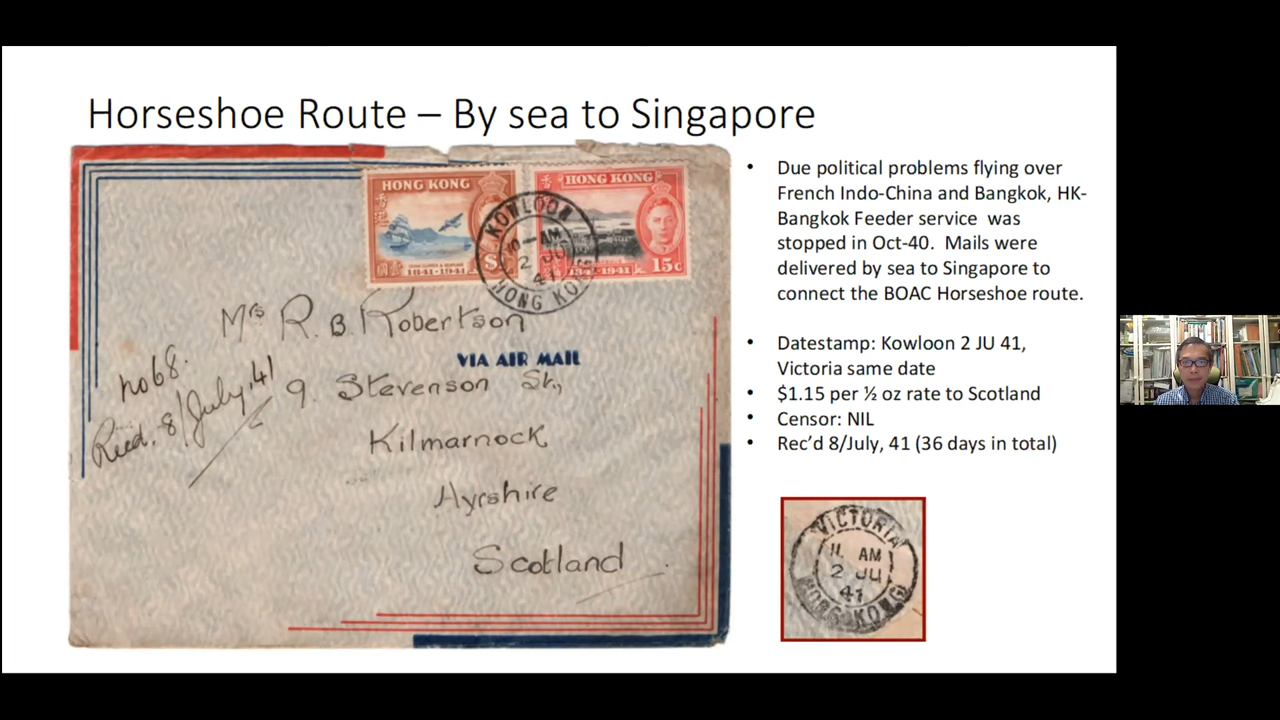 Horseshoe Route – By sea to Singapore
HONG KONG
1841-1941
HONG KONG
15c
1841-1941
KOWLOON
AM
2 JU
41
HONG KONG
Mrs R. B. Robertson
VIA AIR MAIL
no 68.
Recd. 8/July, 41
9. Stevenson St.,
Kilmarnock
Ayrshire
Scotland
• Due political problems flying over
French Indo-China and Bangkok, HK-
Bangkok Feeder service was
stopped in Oct-40. Mails were
delivered by sea to Singapore to
connect the BOAC Horseshoe route.
• Datestamp: Kowloon 2 JU 41,
Victoria same date
• $1.15 per ½ oz rate to Scotland
• Censor: NIL
• Rec’d 8/July, 41 (36 days in total)
VICTORIA
11 AM
2 JU
41
HONG KONG